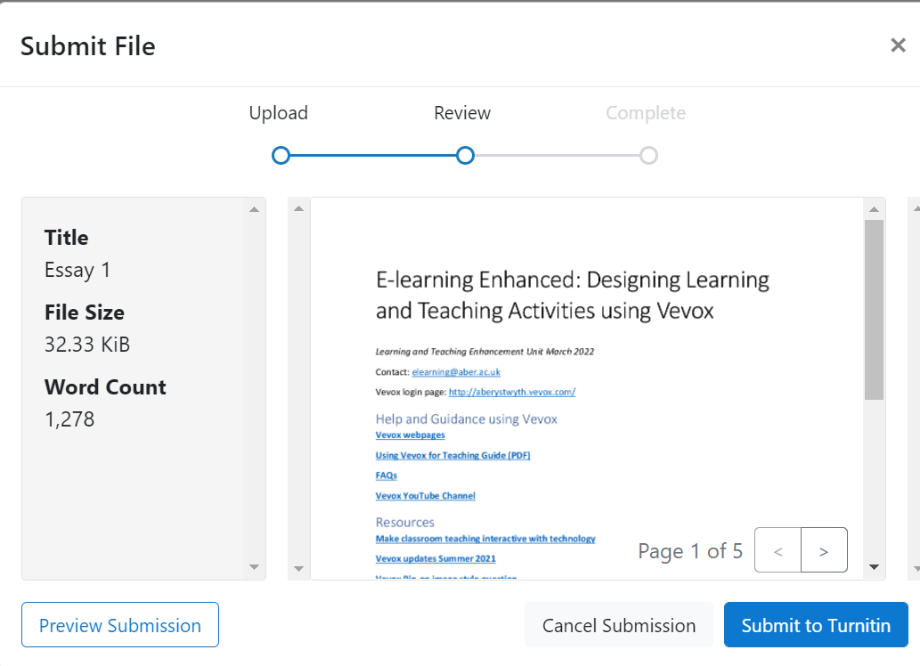 Submit File
×
Upload
Review
Complete
Title
Essay 1
File Size
32.33 KiB
Word Count
1,278
E-learning Enhanced: Designing Learning
and Teaching Activities using Vevox
Learning and Teaching Enhancement Unit March 2022
Contact: elearning@aber.ac.uk
Vevox login page: http://aberystwyth.vevox.com/
Help and Guidance using Vevox
Vevox webpages
Using Vevox for Teaching Guide (PDF)
FAQs
Vevox YouTube Channel
Resources
Make classroom teaching interactive with technology
Vevox updates Summer 2021
Page 1 of 5 < >
Preview Submission
Cancel Submission
Submit to Turnitin